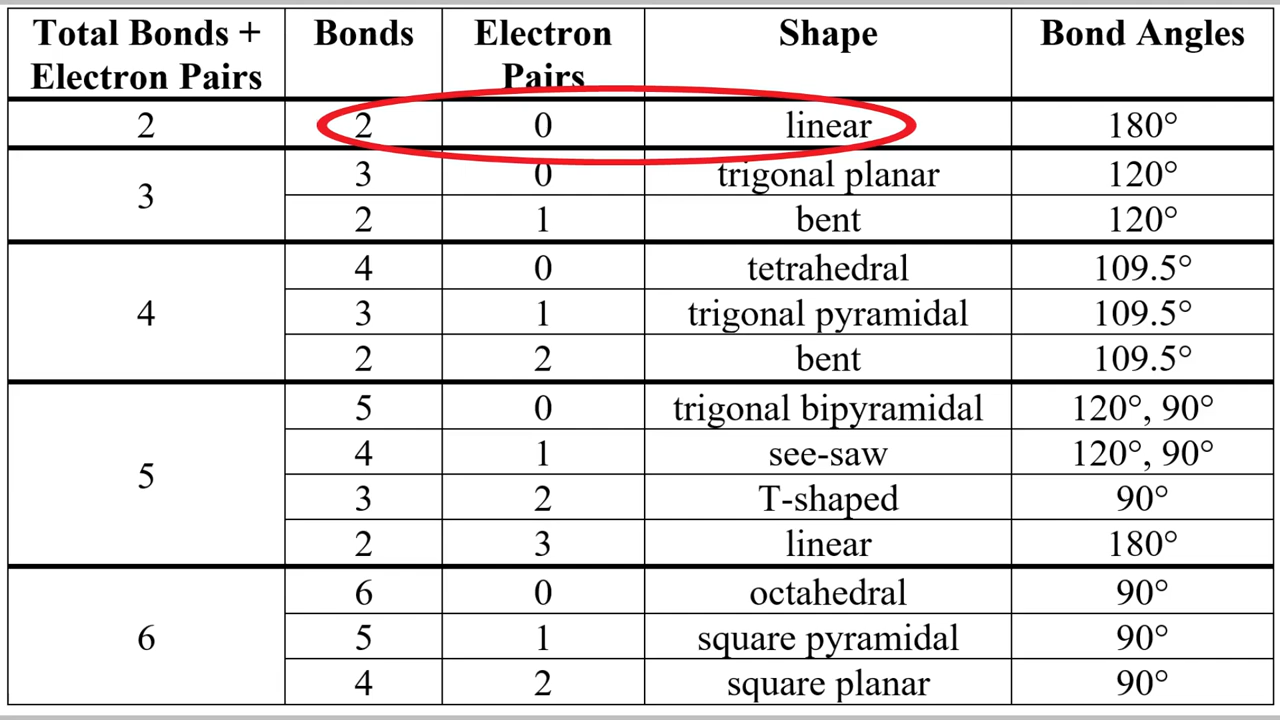 Total Bonds + Electron Pairs Bonds Electron Pairs Shape Bond Angles
2 2 0 linear 180°
3 3 0 trigonal planar 120°
2 1 bent 120°
4 4 0 tetrahedral 109.5°
3 1 trigonal pyramidal 109.5°
2 2 bent 109.5°
5 5 0 trigonal bipyramidal 120°, 90°
4 1 see-saw 120°, 90°
3 2 T-shaped 90°
2 3 linear 180°
6 6 0 octahedral 90°
5 1 square pyramidal 90°
4 2 square planar 90°